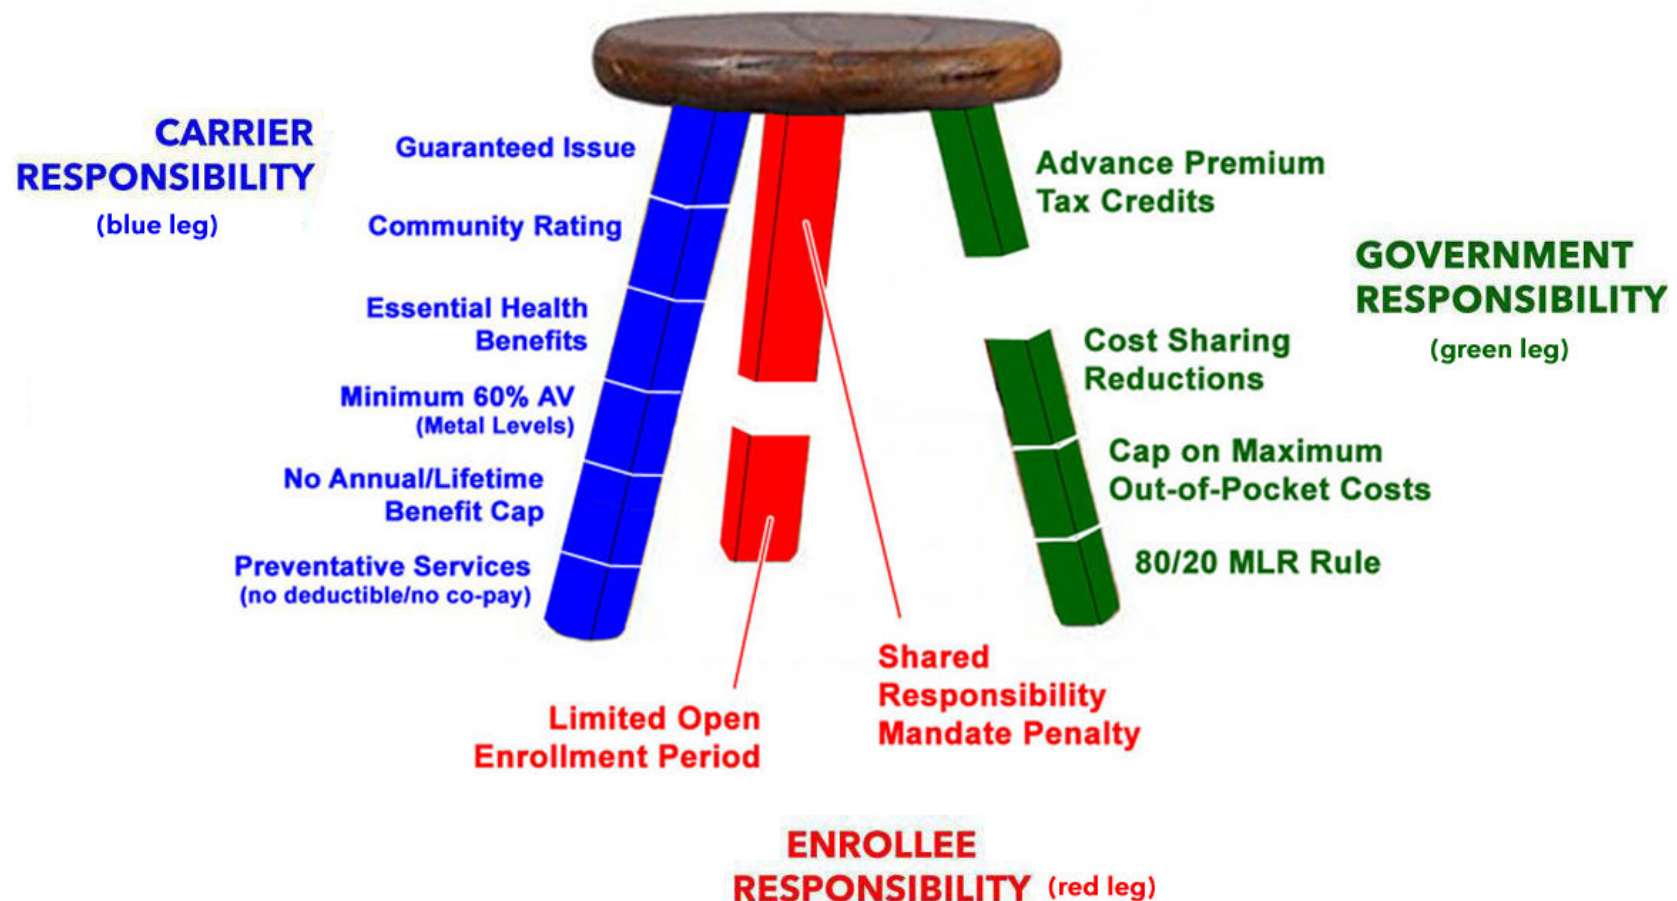 CARRIER
RESPONSIBILITY
(blue leg)
Guaranteed Issue
Community Rating
Essential Health
Benefits
Minimum 60% AV
(Metal Levels)
No Annual/Lifetime
Benefit Cap
Preventative Services
(no deductible/no co-pay)
Advance Premium
Tax Credits
GOVERNMENT
RESPONSIBILITY
(green leg)
Cost Sharing
Reductions
Cap on Maximum
Out-of-Pocket Costs
80/20 MLR Rule
Shared
Responsibility
Mandate Penalty
Limited Open
Enrollment Period
ENROLLEE
RESPONSIBILITY (red leg)